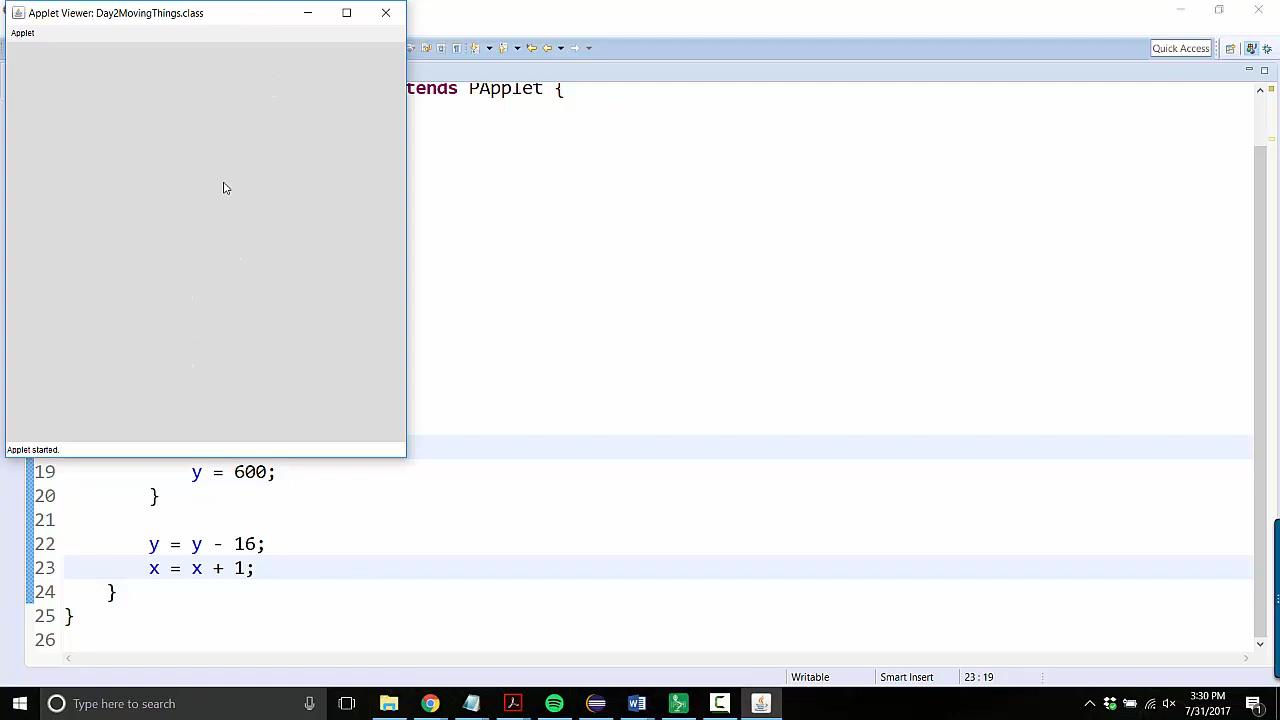 Applet Viewer: Day2MovingThings.class
Applet
Quick Access
tends PApplet {
Applet started.
19 y = 600;
20 }
21
22 y = y - 16;
23 x = x + 1;
24 }
25 }
26
Writable Smart Insert 23 : 19
Type here to search
3:30 PM
7/31/2017